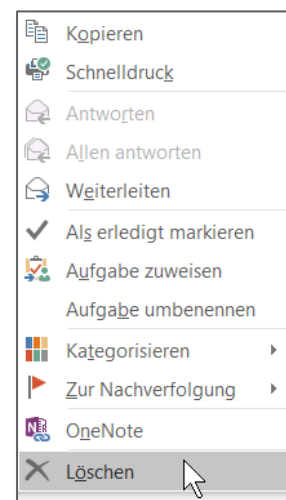 Kopieren
Schnelldruck
Antworten
Allen antworten
Weiterleiten
Als erledigt markieren
Aufgabe zuweisen
Aufgabe umbenennen
Kategorisieren
Zur Nachverfolgung
OneNote
Löschen